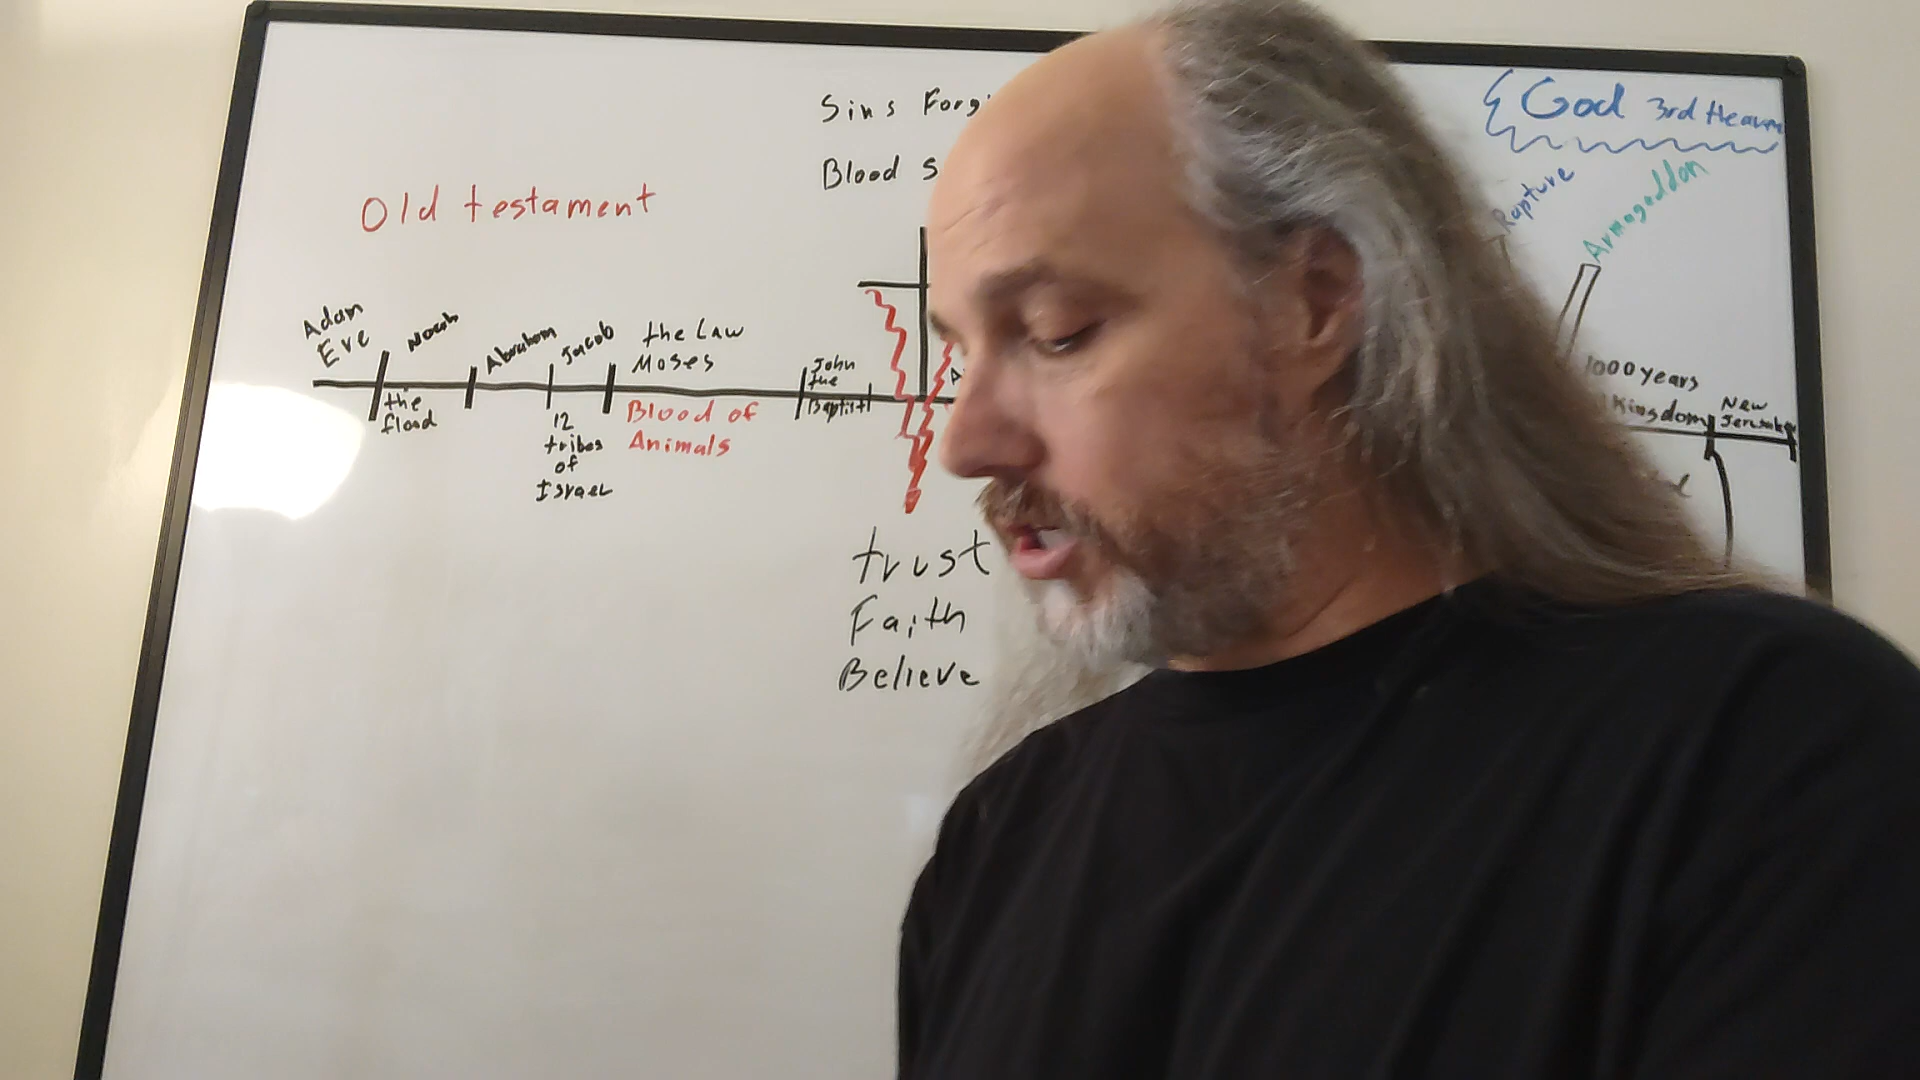 Sins Forgi
Blood S
God 3rd Heaven
Rapture
Armageddon
Old testament
Adam
Eve
Noah
the
flood
Abraham
Jacob
12
tribes
of
Israel
the Law
Moses
Blood of
Animals
John
the
Baptist
trust
Faith
Believe
1000 years
Kingdom
New